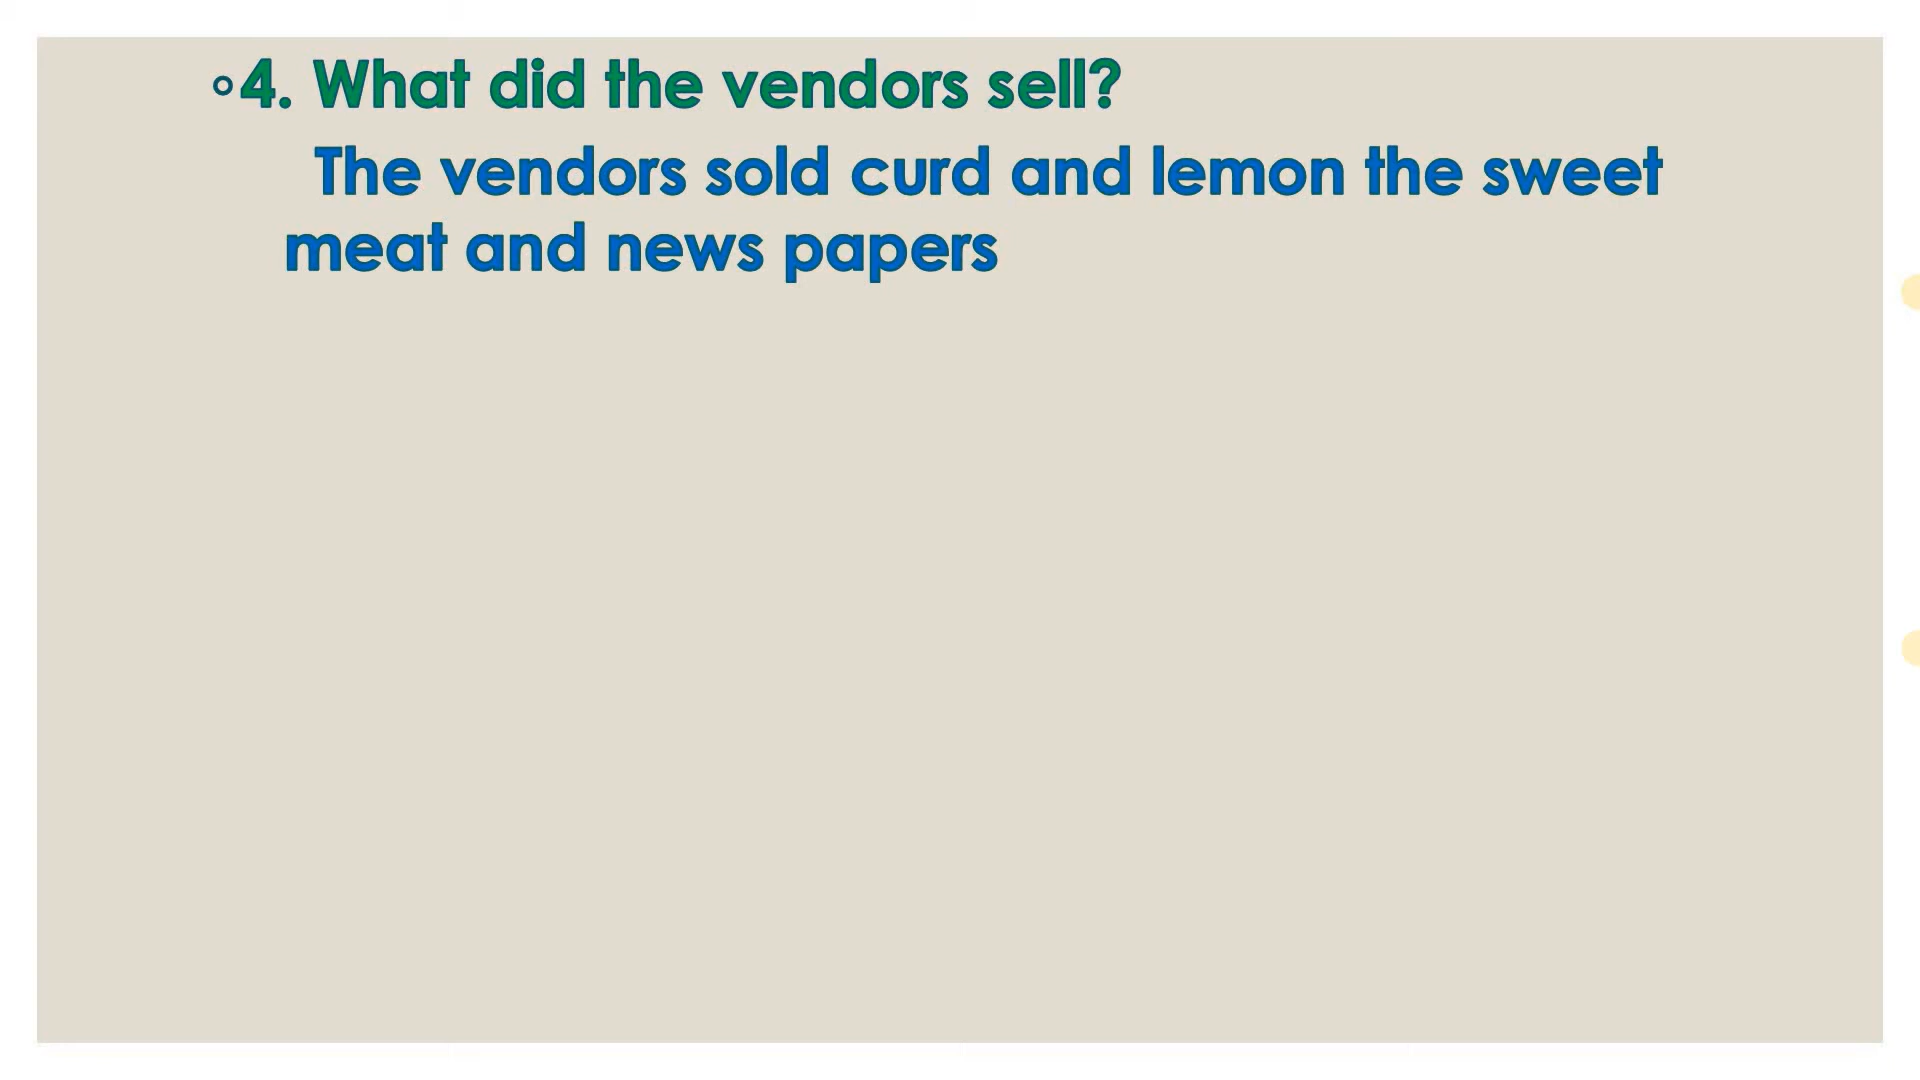 ◦4. What did the vendors sell?
The vendors sold curd and lemon the sweet
meat and news papers